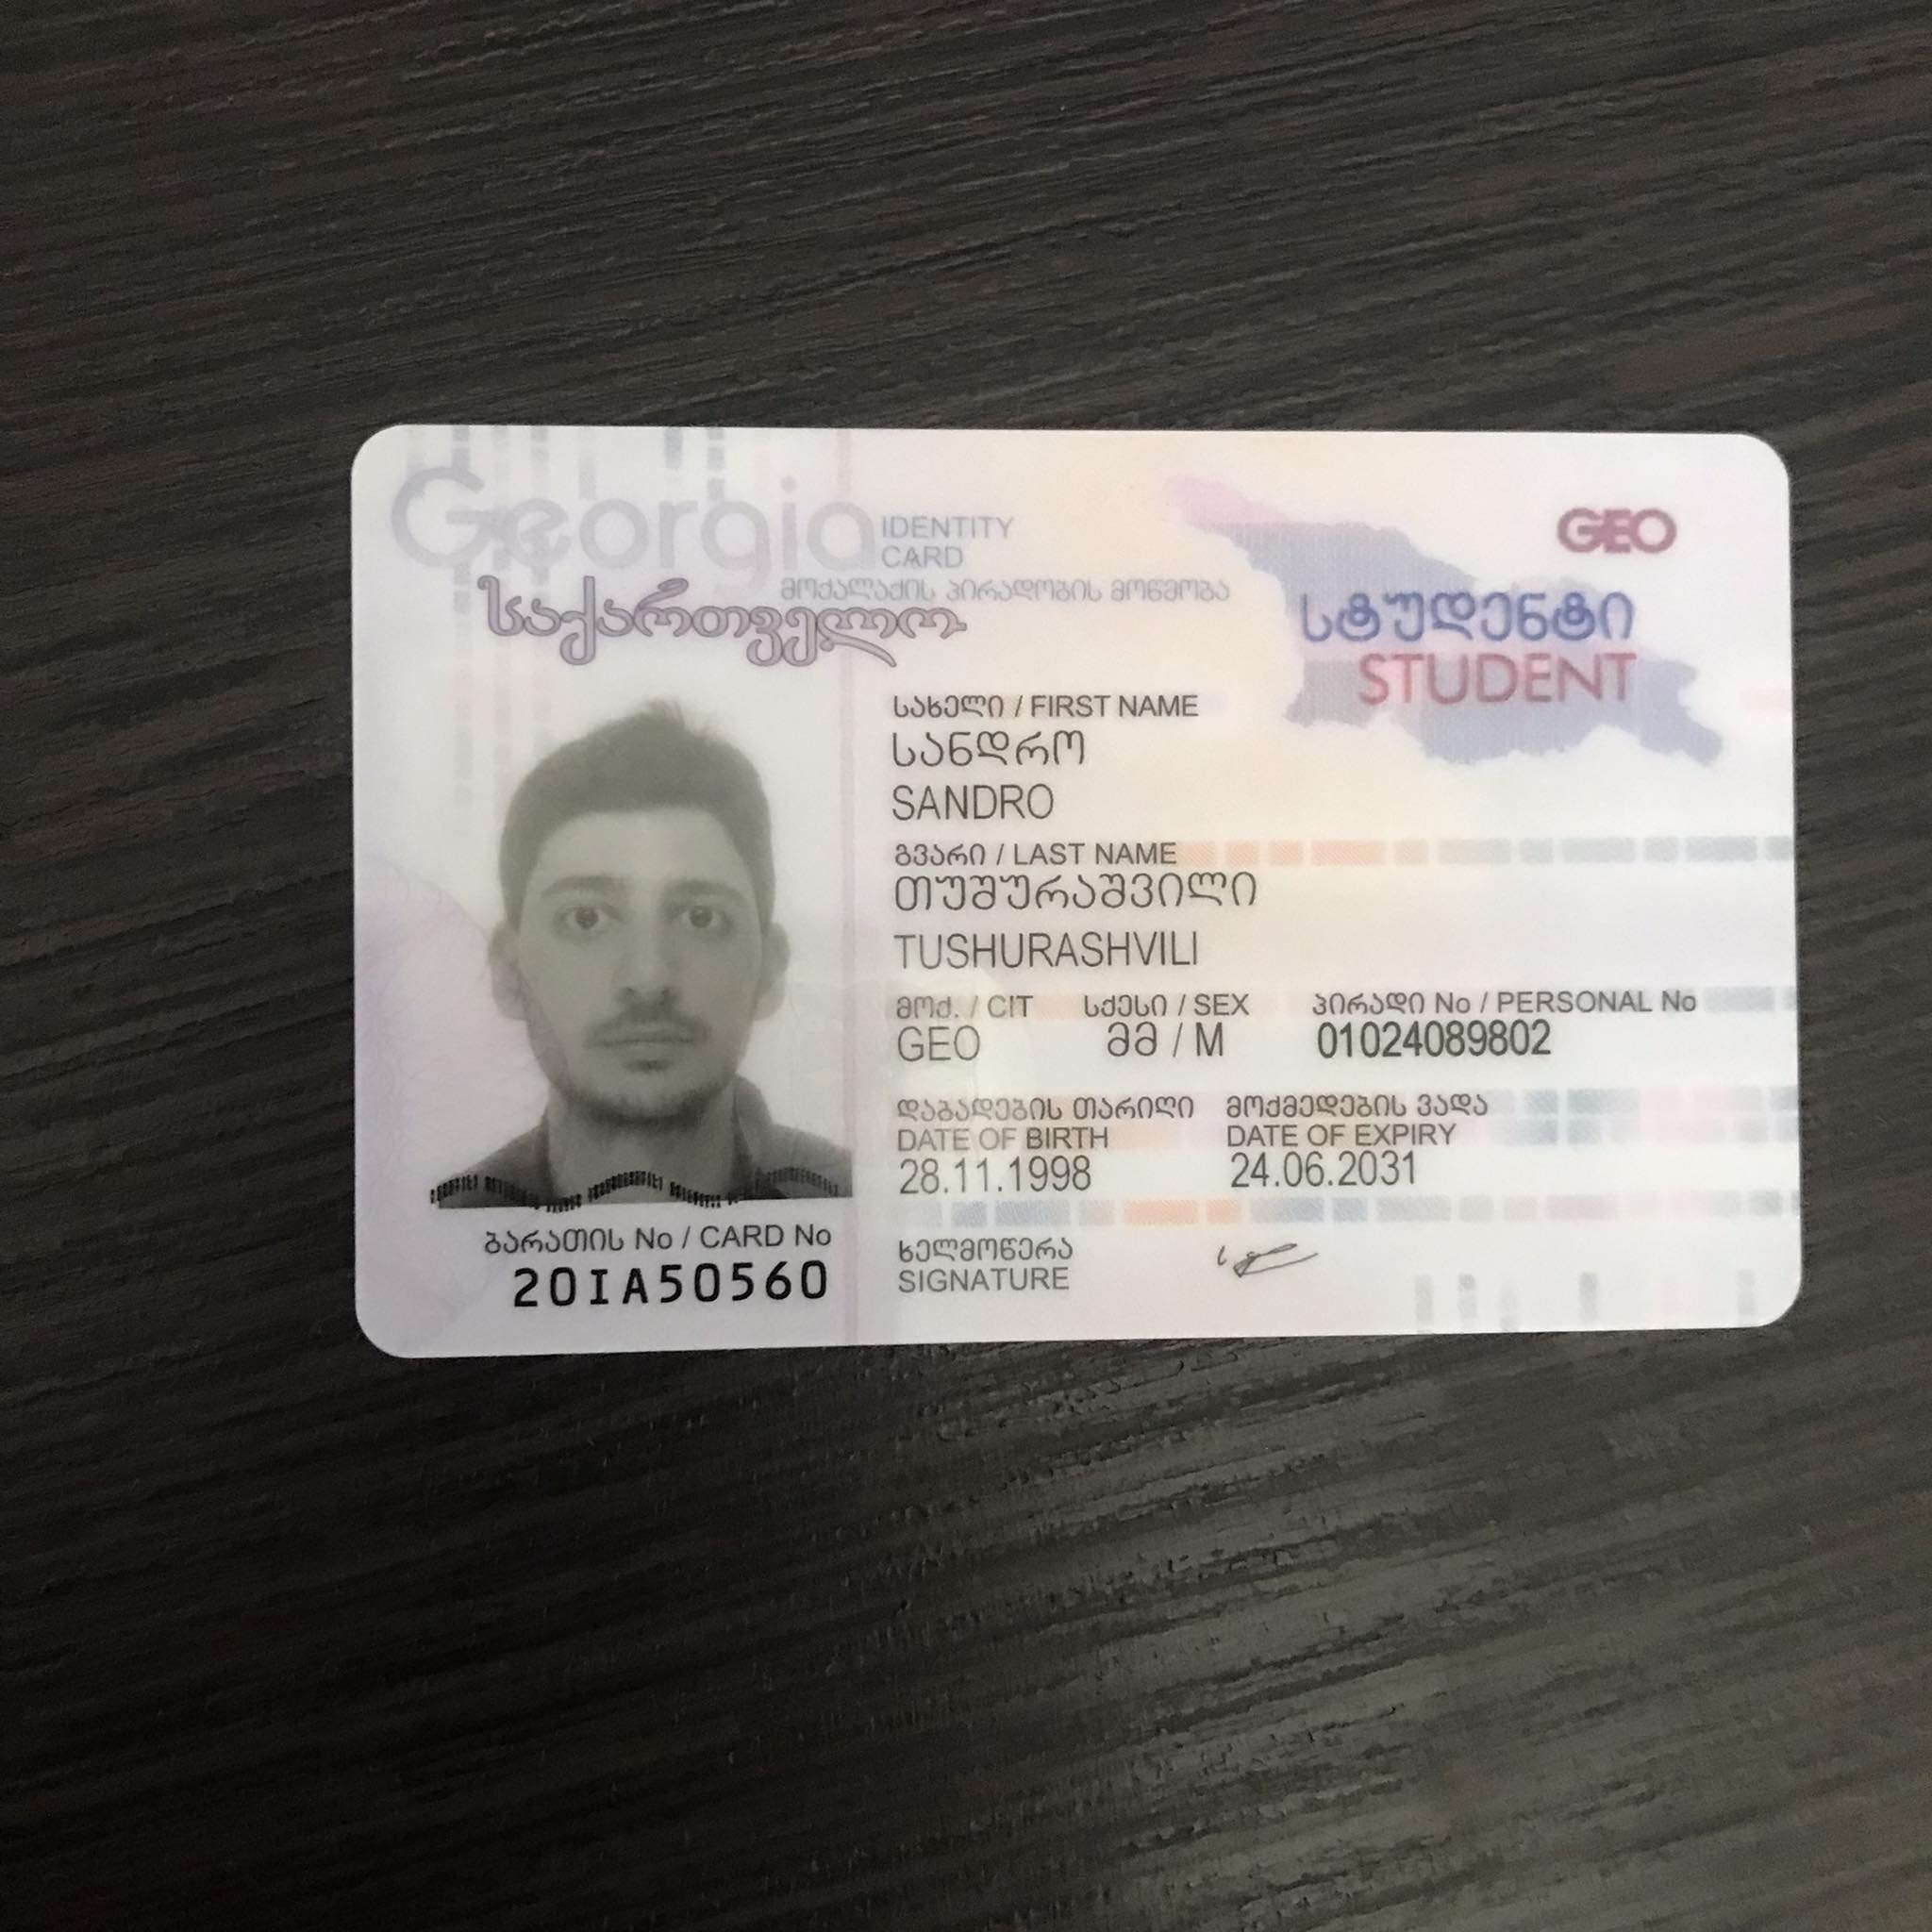 Georgia IDENTITY CARD
საქართველო მოქალაქის პირადობის მოწმობა
GEO
სტუდენტი
STUDENT
სახელი / FIRST NAME
სანდრო
SANDRO
გვარი / LAST NAME
თუშურაშვილი
TUSHURASHVILI
მოქ. / CIT სქესი / SEX პირადი No / PERSONAL No
GEO მმ / M 01024089802
დაბადების თარიღი მოქმედების ვადა
DATE OF BIRTH DATE OF EXPIRY
28.11.1998 24.06.2031
ბარათის No / CARD No
20IA50560
ხელმოწერა
SIGNATURE